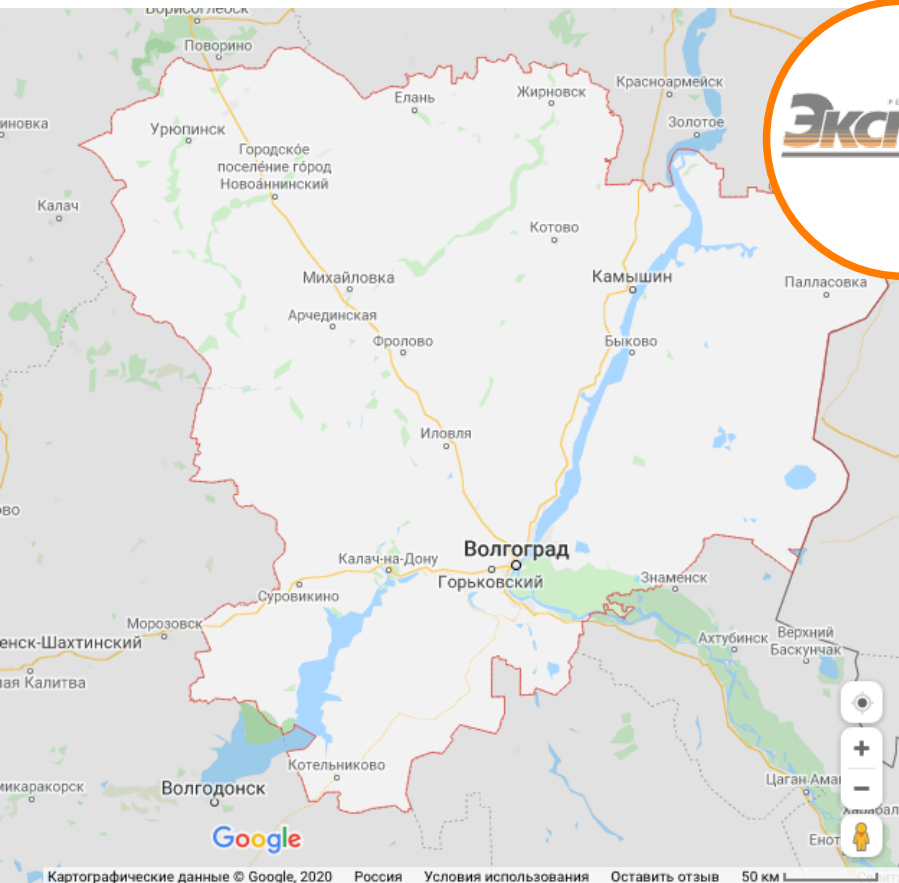 Борисоглебск
Поворино
Урюпинск
Городское
поселение город
Новоаннинский
Елань
Жирновск
Красноармейск
Золотое
Калач
Котово
Михайловка
Арчединская
Фролово
Камышин
Быково
Палласовка
Иловля
Волгоград
Калач-на-Дону
Горьковский
Суровикино
Знаменск
Морозовск
Ахтубинск
Верхний
Баскунчак
Котельниково
Волгодонск
Google
Картографические данные © Google, 2020 Россия Условия использования Оставить отзыв 50 км